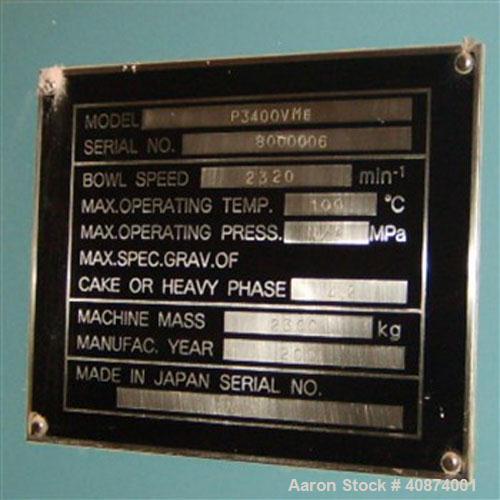 MODEL P3400VME
SERIAL NO. 8000006
BOWL SPEED 2320 min-1
MAX.OPERATING TEMP. 100 °C
MAX.OPERATING PRESS. MPa
MAX.SPEC.GRAV.OF
CAKE OR HEAVY PHASE
MACHINE MASS kg
MANUFAC. YEAR
MADE IN JAPAN SERIAL NO.
Aaron Stock # 40874001